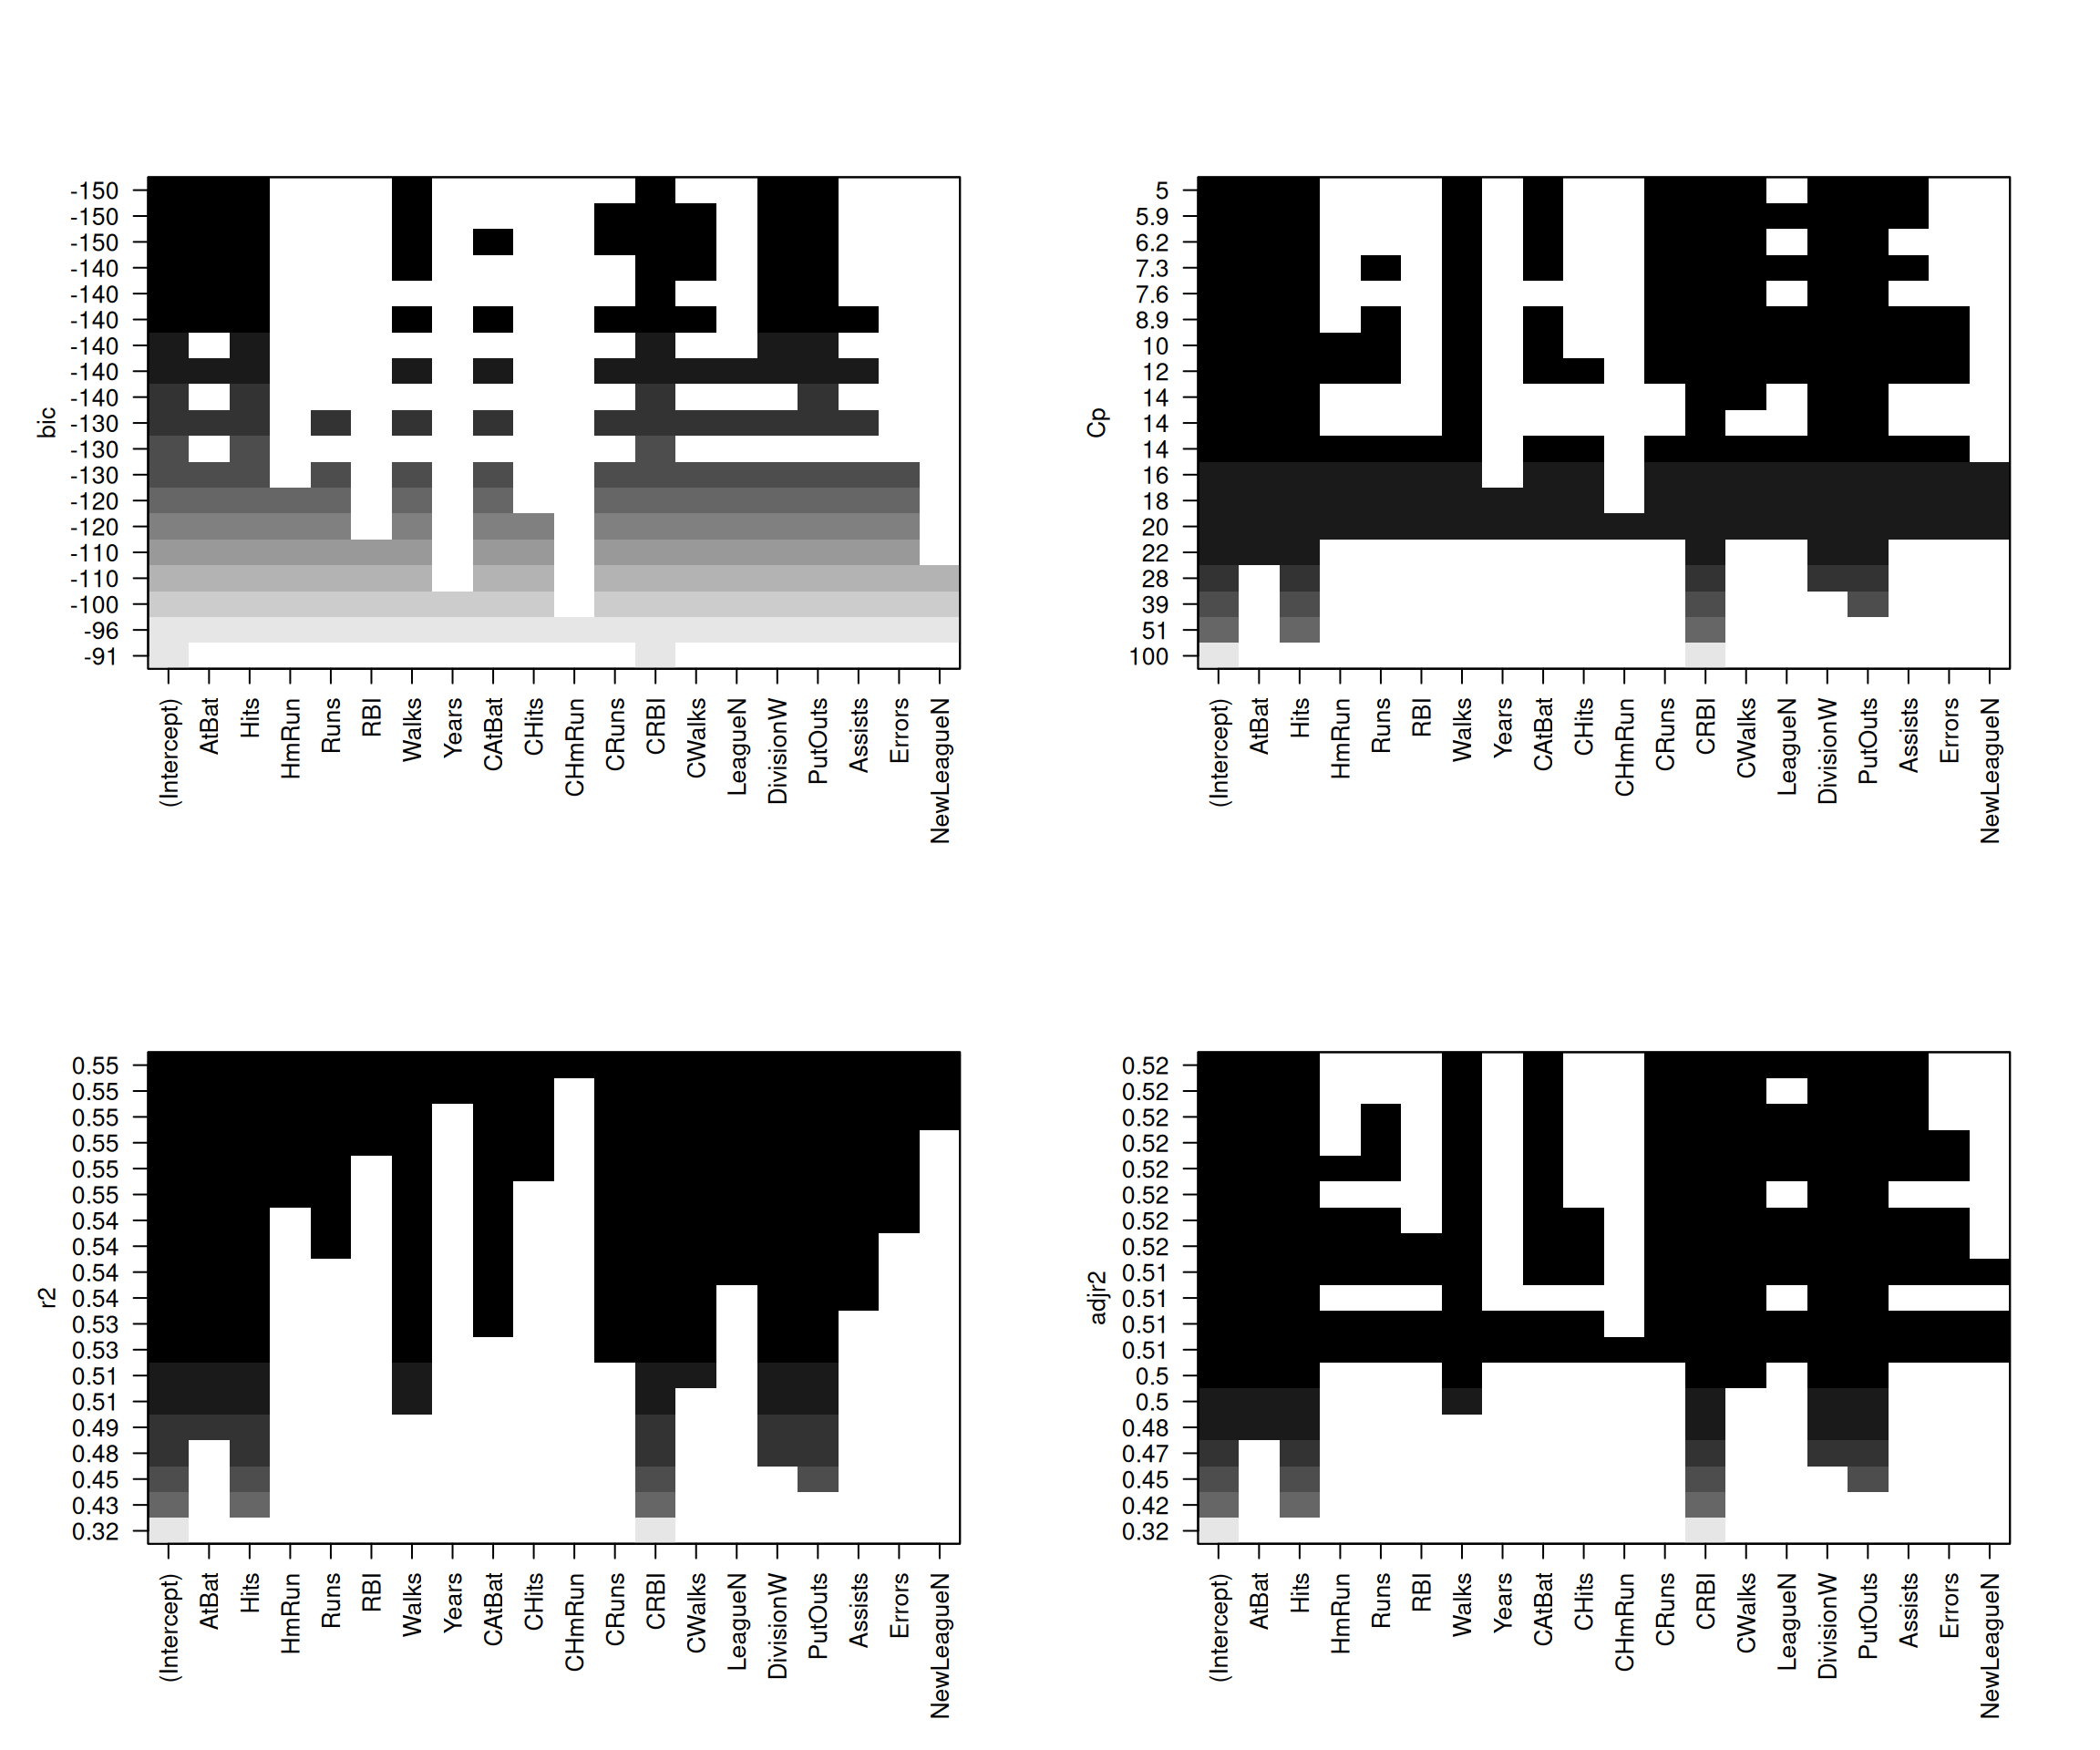 bic
-150
-150
-150
-140
-140
-140
-140
-140
-140
-130
-130
-130
-120
-120
-110
-110
-100
-96
-91
(Intercept)
AtBat
Hits
HmRun
Runs
RBI
Walks
Years
CAtBat
CHits
CHmRun
CRuns
CRBI
CWalks
LeagueN
DivisionW
PutOuts
Assists
Errors
NewLeagueN
Cp
5
5.9
6.2
7.3
7.6
8.9
10
12
14
14
14
16
18
20
22
28
39
51
100
(Intercept)
AtBat
Hits
HmRun
Runs
RBI
Walks
Years
CAtBat
CHits
CHmRun
CRuns
CRBI
CWalks
LeagueN
DivisionW
PutOuts
Assists
Errors
NewLeagueN
r2
0.55
0.55
0.55
0.55
0.55
0.55
0.54
0.54
0.54
0.54
0.53
0.53
0.51
0.51
0.49
0.48
0.45
0.43
0.32
(Intercept)
AtBat
Hits
HmRun
Runs
RBI
Walks
Years
CAtBat
CHits
CHmRun
CRuns
CRBI
CWalks
LeagueN
DivisionW
PutOuts
Assists
Errors
NewLeagueN
adjr2
0.52
0.52
0.52
0.52
0.52
0.52
0.52
0.52
0.51
0.51
0.51
0.51
0.5
0.5
0.48
0.47
0.45
0.42
0.32
(Intercept)
AtBat
Hits
HmRun
Runs
RBI
Walks
Years
CAtBat
CHits
CHmRun
CRuns
CRBI
CWalks
LeagueN
DivisionW
PutOuts
Assists
Errors
NewLeagueN